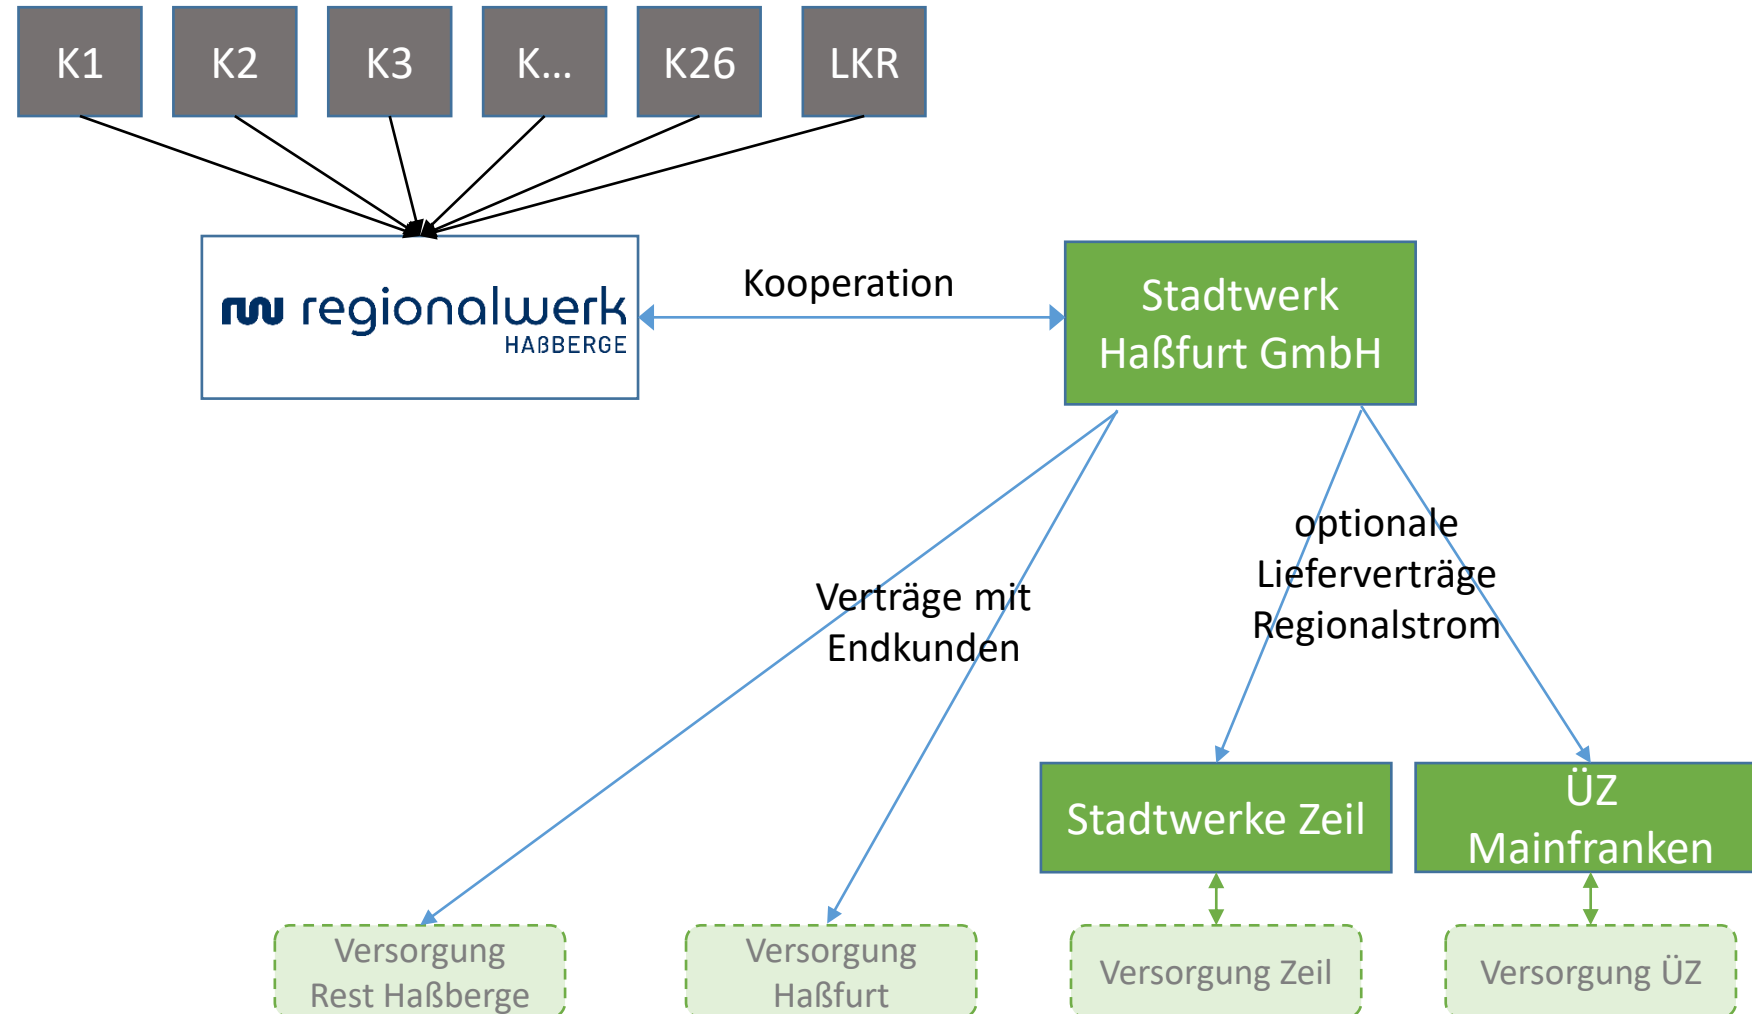 K1
K2
K3
K...
K26
LKR
rw regionalwerk
HAßBERGE
Kooperation
Stadtwerk
Haßfurt GmbH
Verträge mit
Endkunden
optionale
Lieferverträge
Regionalstrom
Stadtwerke Zeil
ÜZ
Mainfranken
Versorgung
Rest Haßberge
Versorgung
Haßfurt
Versorgung Zeil
Versorgung ÜZ